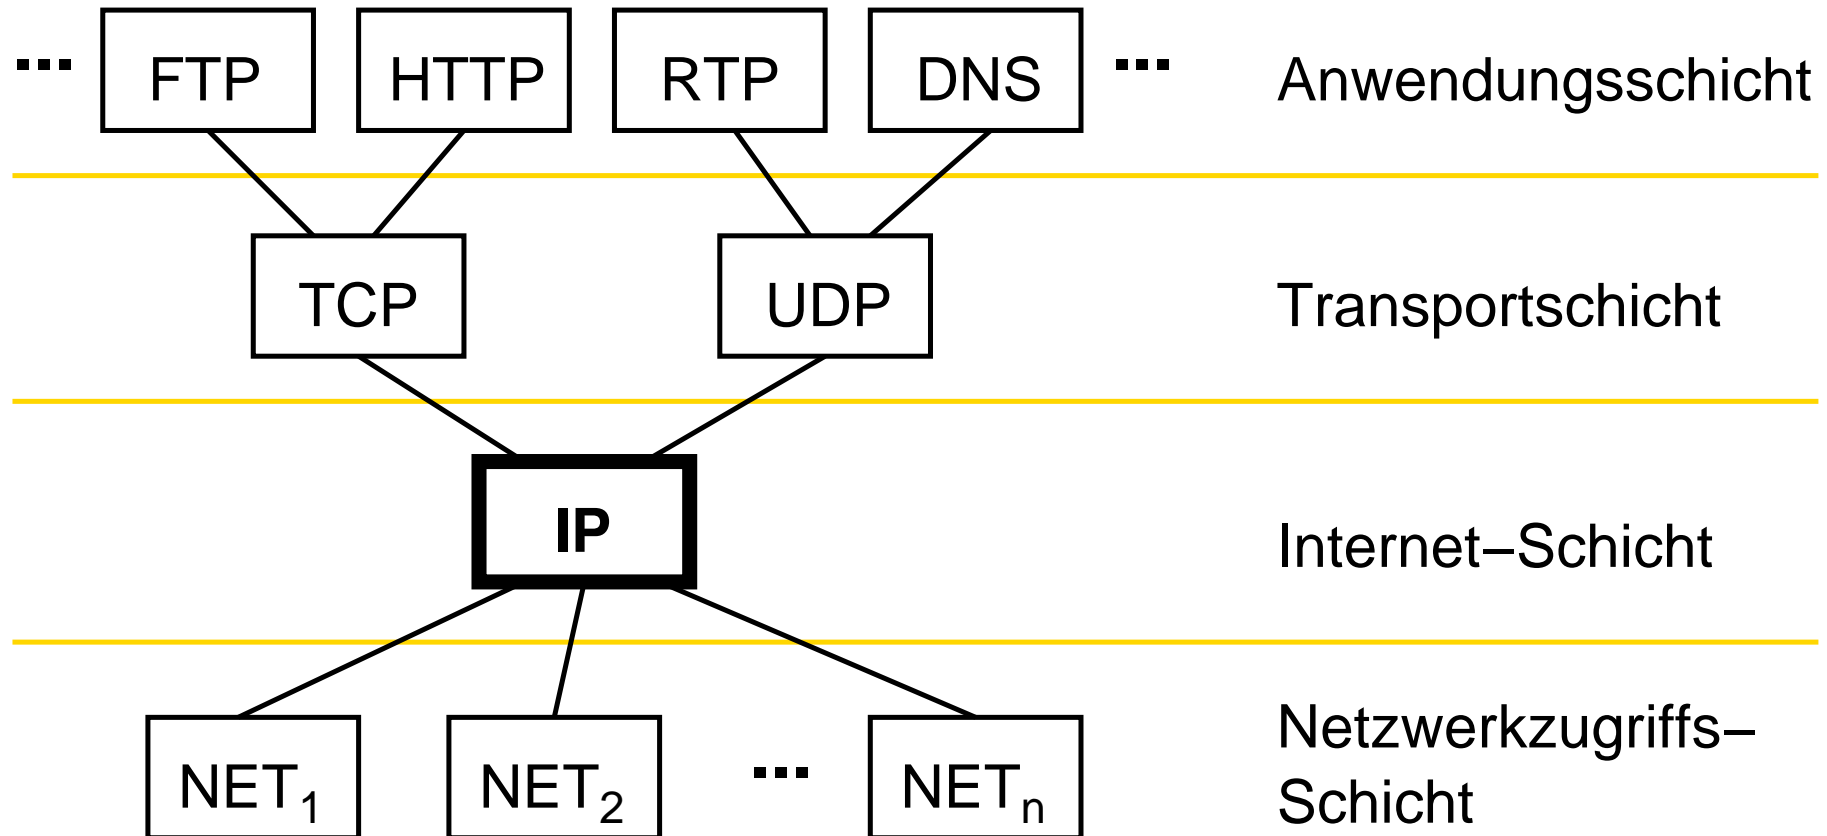 ... FTP HTTP RTP DNS ... Anwendungsschicht
TCP UDP Transportschicht
IP Internet–Schicht
NET₁ NET₂ ... NETₙ Netzwerkzugriffs–
Schicht